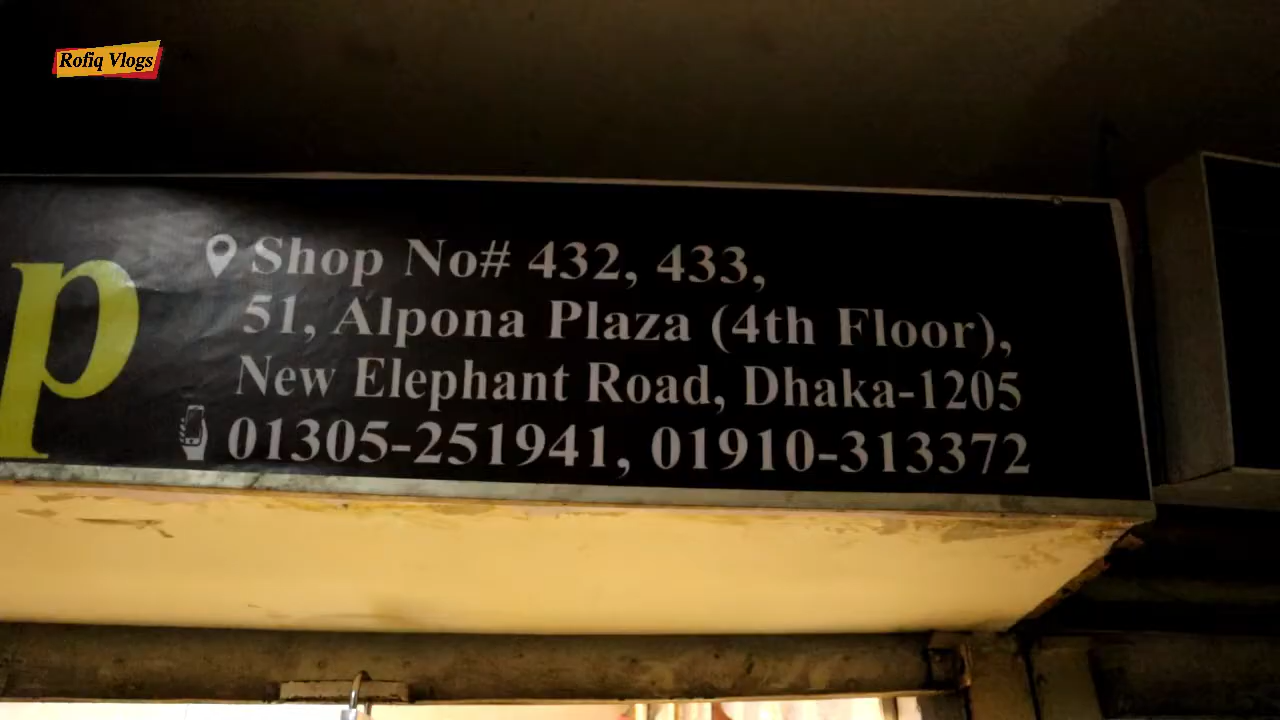 Rofiq Vlogs
p
Shop No# 432, 433,
51, Alpona Plaza (4th Floor),
New Elephant Road, Dhaka-1205
01305-251941, 01910-313372